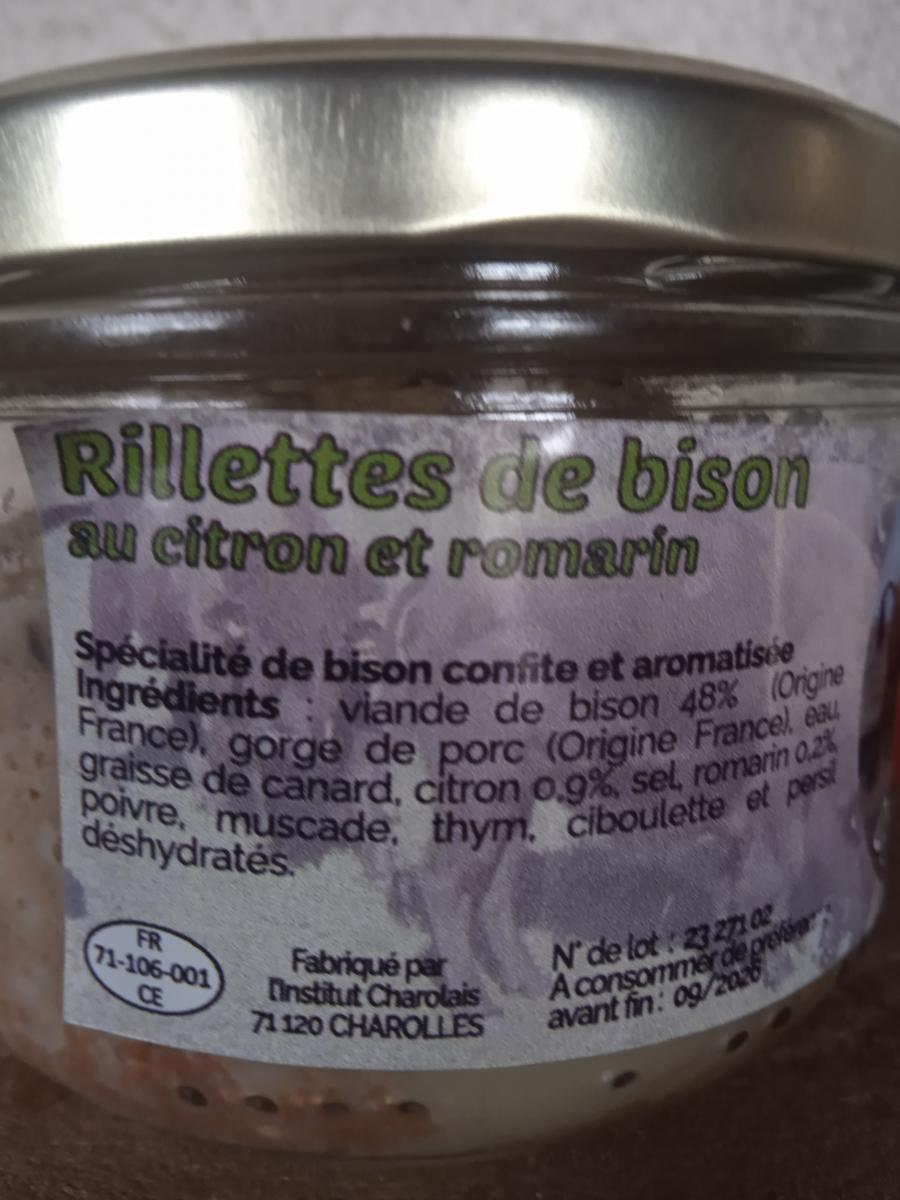 Rillettes de bison
au citron et romarin
Spécialité de bison confite et aromatisée
Ingrédients : viande de bison 48% (Origine
France), gorge de porc (Origine France), eau,
graisse de canard, citron 0.9%, sel, romarin 0.2%,
poivre, muscade, thym, ciboulette et persil
déshydratés.
FR
71-106-001
CE
Fabriqué par
l'Institut Charolais
71 120 CHAROLLES
N° de lot : 23 271 02
A consommer de préférence
avant fin : 09/2026